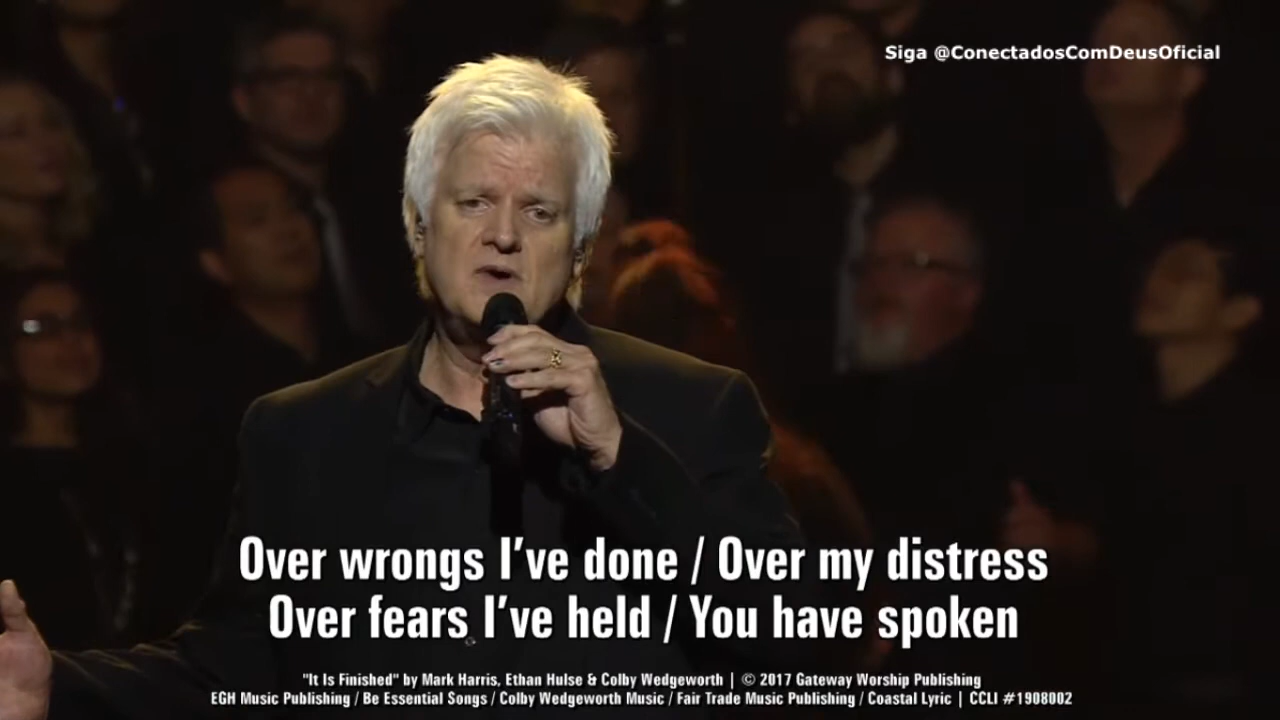 Siga @ConectadosComDeusOficial
Over wrongs I've done / Over my distress
Over fears I've held / You have spoken
"It Is Finished" by Mark Harris, Ethan Hulse & Colby Wedgeworth | © 2017 Gateway Worship Publishing
EGH Music Publishing / Be Essential Songs / Colby Wedgeworth Music / Fair Trade Music Publishing / Coastal Lyric | CCLI #1908002